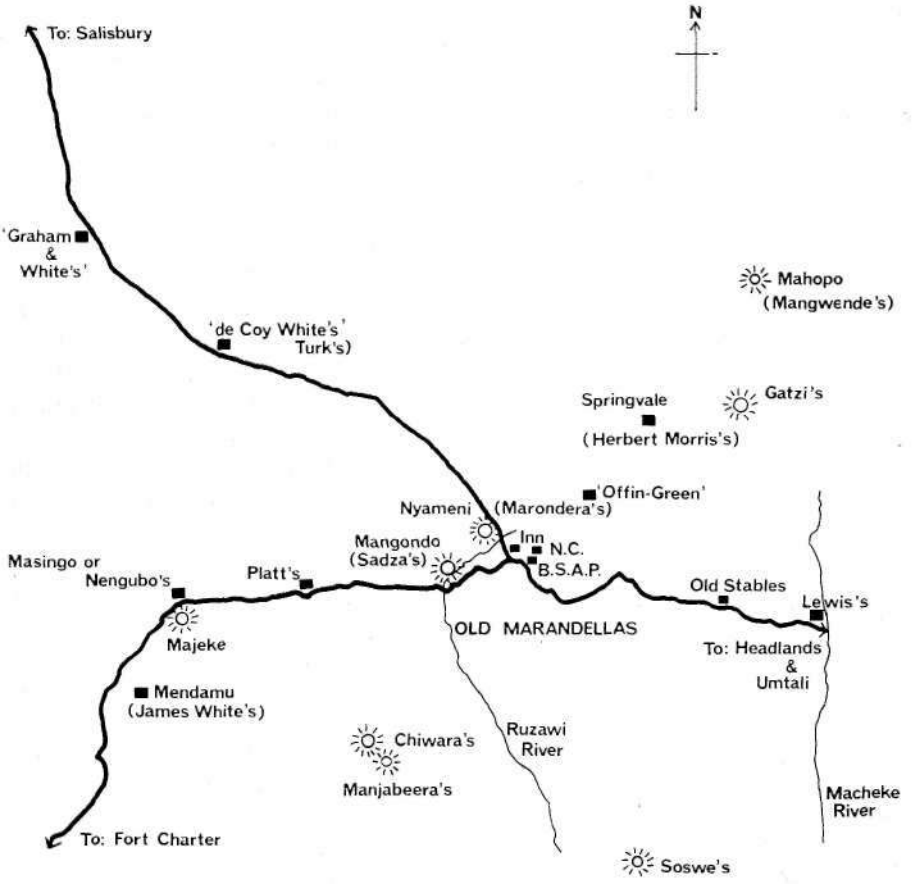 N
To: Salisbury
'Graham
&
White's'
Mahopo
(Mangwende's)
'de Coy White's'
Turk's)
Gatzi's
Springvale
(Herbert Morris's)
'Offin-Green'
Nyameni (Marondera's)
Inn
N.C.
B.S.A.P.
Mangondo
(Sadza's)
Masingo or
Nengubo's
Platt's
Old Stables
Lewis's
OLD MARANDELLAS
Majeke
To: Headlands
&
Umtali
Mendamu
(James White's)
Ruzawi
River
Chiwara's
Manjabeera's
Macheke
River
To: Fort Charter
Soswe's